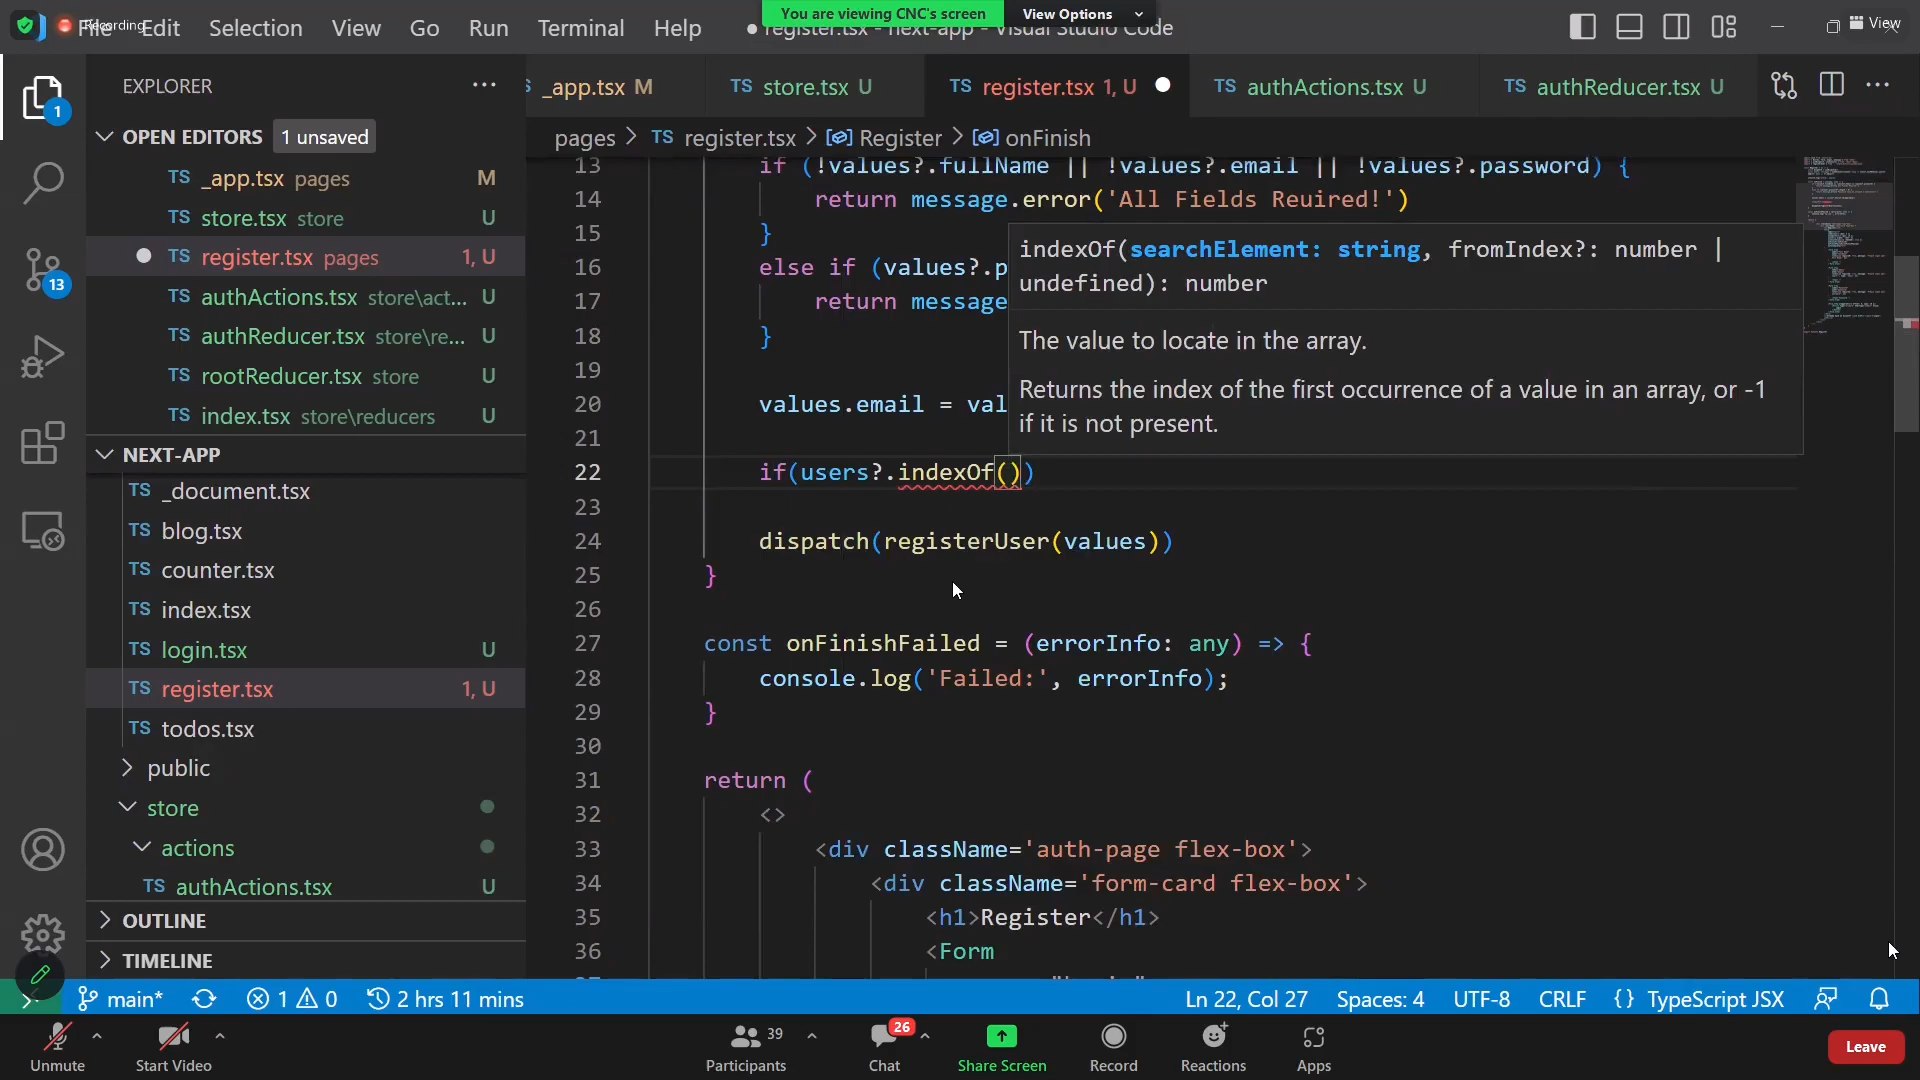 Recording
File Edit Selection View Go Run Terminal Help
You are viewing CNC's screen View Options
register.tsx - next-app - Visual Studio Code
View
EXPLORER
OPEN EDITORS 1 unsaved
TS _app.tsx pages M
TS store.tsx store U
TS register.tsx pages 1, U
TS authActions.tsx store\act... U
TS authReducer.tsx store\re... U
TS rootReducer.tsx store U
TS index.tsx store\reducers U
NEXT-APP
TS _document.tsx
TS blog.tsx
TS counter.tsx
TS index.tsx
TS login.tsx U
TS register.tsx 1, U
TS todos.tsx
public
store
actions
TS authActions.tsx U
OUTLINE
TIMELINE
1
13
_app.tsx M TS store.tsx U TS register.tsx 1, U TS authActions.tsx U TS authReducer.tsx U
pages > TS register.tsx > Register > onFinish
13 if (!values?.fullName || !values?.email || !values?.password) {
14 return message.error('All Fields Reuired!')
15 }
16 else if (values?.p
17 return message
18 }
19
20 values.email = val
21
22 if(users?.indexOf())
23
24 dispatch(registerUser(values))
25 }
26
27 const onFinishFailed = (errorInfo: any) => {
28 console.log('Failed:', errorInfo);
29 }
30
31 return (
32 <>
33 <div className='auth-page flex-box'>
34 <div className='form-card flex-box'>
35 <h1>Register</h1>
36 <Form
indexOf(searchElement: string, fromIndex?: number |
undefined): number
The value to locate in the array.
Returns the index of the first occurrence of a value in an array, or -1
if it is not present.
main* 1 0 2 hrs 11 mins Ln 22, Col 27 Spaces: 4 UTF-8 CRLF {} TypeScript JSX
Unmute Start Video Participants 39 Chat 26 Share Screen Record Reactions Apps Leave